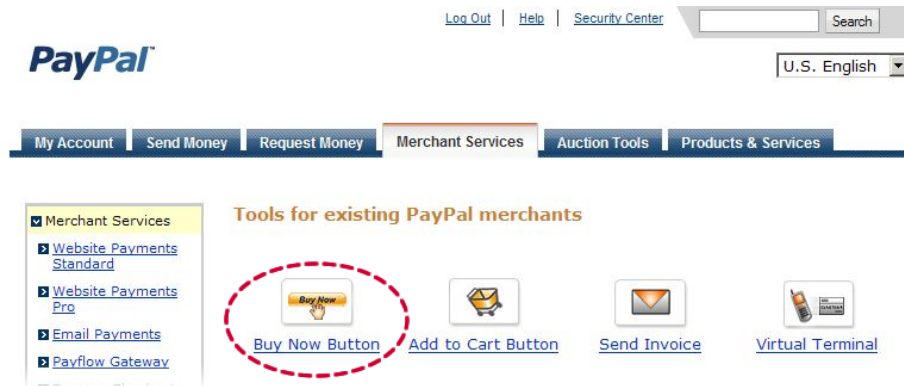 Log Out | Help | Security Center
Search
PayPal™
U.S. English
My Account Send Money Request Money Merchant Services Auction Tools Products & Services
Merchant Services
Website Payments
Standard
Website Payments
Pro
Email Payments
Payflow Gateway
Tools for existing PayPal merchants
Buy Now
Buy Now Button
Add to Cart Button
Send Invoice
Virtual Terminal